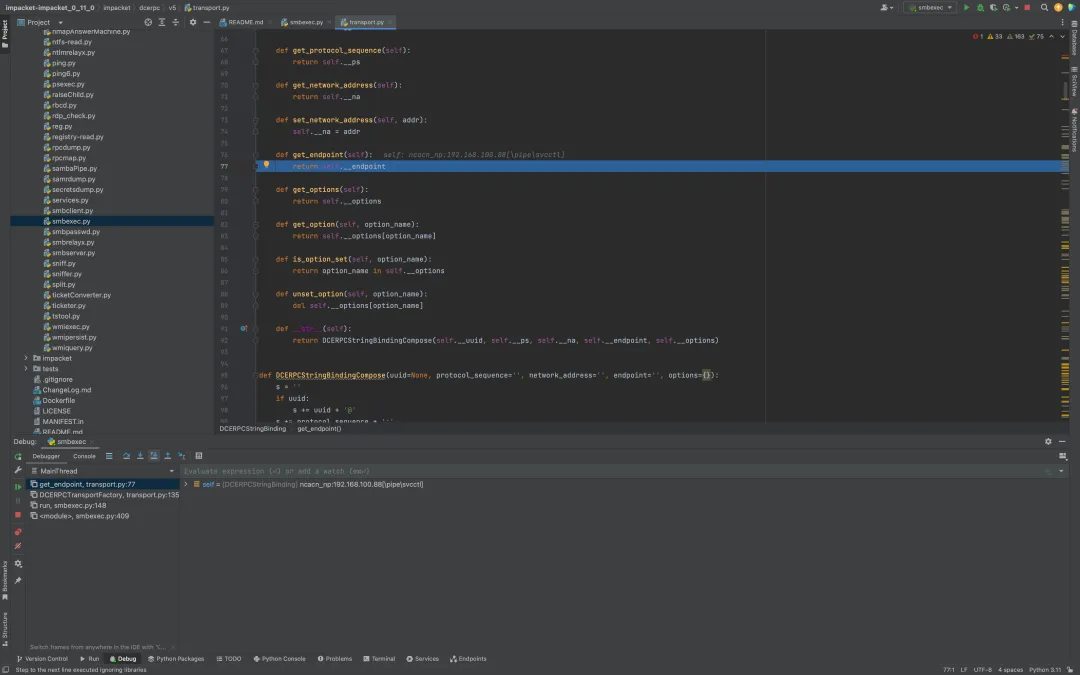 impacket-impacket_0_11_0 › impacket › dcerpc › v5 › transport.py
smbexec
Project
README.md
smbexec.py
transport.py
Project
Database
SciView
Notifications
1 33 163 75
nmapAnswerMachine.py
ntfs-read.py
ntlmrelayx.py
ping.py
ping6.py
psexec.py
raiseChild.py
rbcd.py
rdp_check.py
reg.py
registry-read.py
rpcdump.py
rpcmap.py
sambaPipe.py
samrdump.py
secretsdump.py
services.py
smbclient.py
smbexec.py
smbpasswd.py
smbrelayx.py
smbserver.py
sniff.py
sniffer.py
split.py
ticketConverter.py
ticketer.py
tstool.py
wmiexec.py
wmipersist.py
wmiquery.py
impacket
tests
.gitignore
ChangeLog.md
Dockerfile
LICENSE
MANIFEST.in
README.md
66
67 def get_protocol_sequence(self):
68 return self.__ps
69
70 def get_network_address(self):
71 return self.__na
72
73 def set_network_address(self, addr):
74 self.__na = addr
75
76 def get_endpoint(self): self: ncacn_np:192.168.100.88[\pipe\svcctl]
77 return self.__endpoint
78
79 def get_options(self):
80 return self.__options
81
82 def get_option(self, option_name):
83 return self.__options[option_name]
84
85 def is_option_set(self, option_name):
86 return option_name in self.__options
87
88 def unset_option(self, option_name):
89 del self.__options[option_name]
90
91 def __str__(self):
92 return DCERPCStringBindingCompose(self.__uuid, self.__ps, self.__na, self.__endpoint, self.__options)
93
94
95 def DCERPCStringBindingCompose(uuid=None, protocol_sequence='', network_address='', endpoint='', options={}):
96 s = ''
97 if uuid:
98 s += uuid + '@'
99 s += protocol_sequence + ':'
DCERPCStringBinding › get_endpoint()
Debug: smbexec
Debugger Console
MainThread
Evaluate expression (⏎) or add a watch (⌘⏎)
get_endpoint, transport.py:77
self = {DCERPCStringBinding} ncacn_np:192.168.100.88[\pipe\svcctl]
DCERPCTransportFactory, transport.py:135
run, smbexec.py:148
<module>, smbexec.py:409
Bookmarks
Structure
Switch frames from anywhere in the IDE with ⌥...
Version Control Run Debug Python Packages TODO Python Console Problems Terminal Services Endpoints
Step to the next line executed ignoring libraries
77:1 LF UTF-8 4 spaces Python 3.11